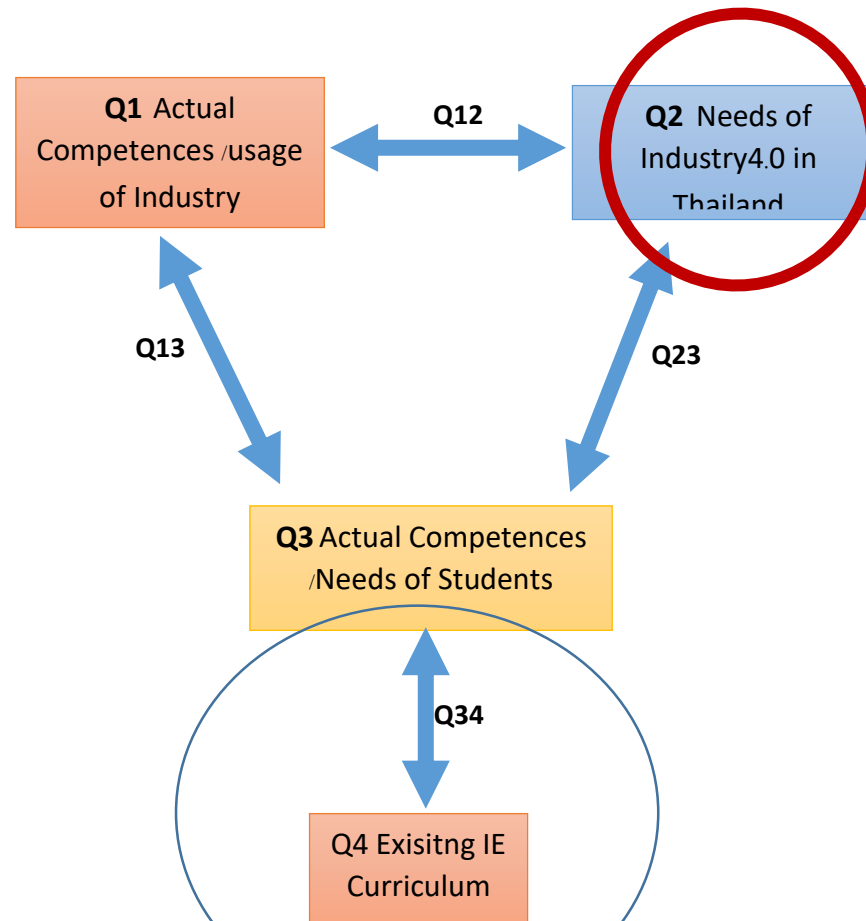 Q1 Actual
Competences /usage
of Industry
Q12
Q2 Needs of
Industry4.0 in
Thailand
Q13
Q23
Q3 Actual Competences
/Needs of Students
Q34
Q4 Exisitng IE
Curriculum